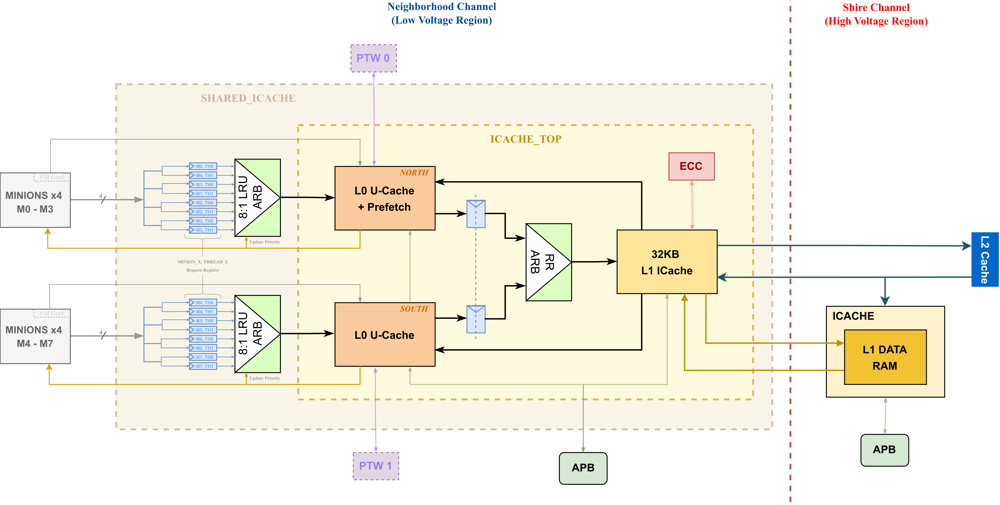 Neighborhood Channel
(Low Voltage Region)
Shire Channel
(High Voltage Region)
PTW 0
SHARED_ICACHE
ICACHE_TOP
VM Conf.
MINIONS x4
M0 - M3
4
M0, TH0
M0, TH1
M1, TH0
M1, TH1
M2, TH0
M2, TH1
M3, TH0
M3, TH1
8:1 LRU
ARB
Update Priority
NORTH
L0 U-Cache
+ Prefetch
ECC
RR
ARB
32KB
L1 ICache
L2 Cache
MINION_X, THREAD_Y
Request Register
VM Conf.
MINIONS x4
M4 - M7
4
M4, TH0
M4, TH1
M5, TH0
M5, TH1
M6, TH0
M6, TH1
M7, TH0
M7, TH1
8:1 LRU
ARB
Update Priority
SOUTH
L0 U-Cache
ICACHE
L1 DATA
RAM
PTW 1
APB
APB